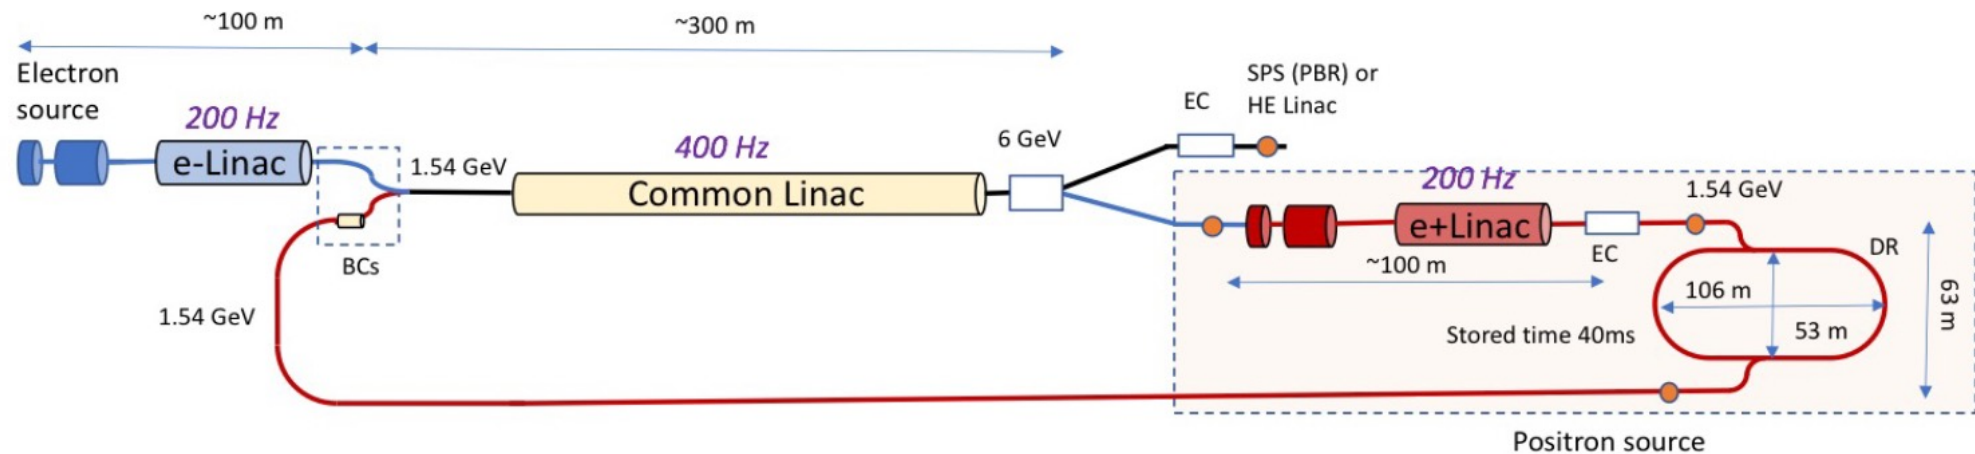 ~100 m
~300 m
Electron
source
200 Hz
e-Linac
BCs
1.54 GeV
1.54 GeV
400 Hz
Common Linac
6 GeV
EC
SPS (PBR) or
HE Linac
200 Hz
e+Linac
~100 m
EC
1.54 GeV
DR
106 m
53 m
63 m
Stored time 40ms
Positron source